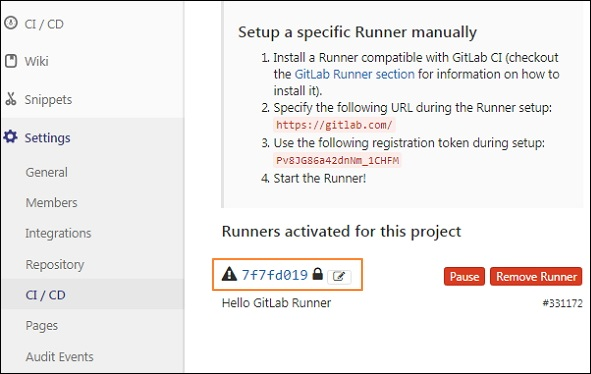 CI / CD
Wiki
Snippets
Settings
General
Members
Integrations
Repository
CI / CD
Pages
Audit Events
Setup a specific Runner manually
1. Install a Runner compatible with GitLab CI (checkout
the GitLab Runner section for information on how to
install it).
2. Specify the following URL during the Runner setup:
https://gitlab.com/
3. Use the following registration token during setup:
Pv8JG86a42dnNm_1CHFM
4. Start the Runner!
Runners activated for this project
7f7fd019
Pause Remove Runner
Hello GitLab Runner
#331172